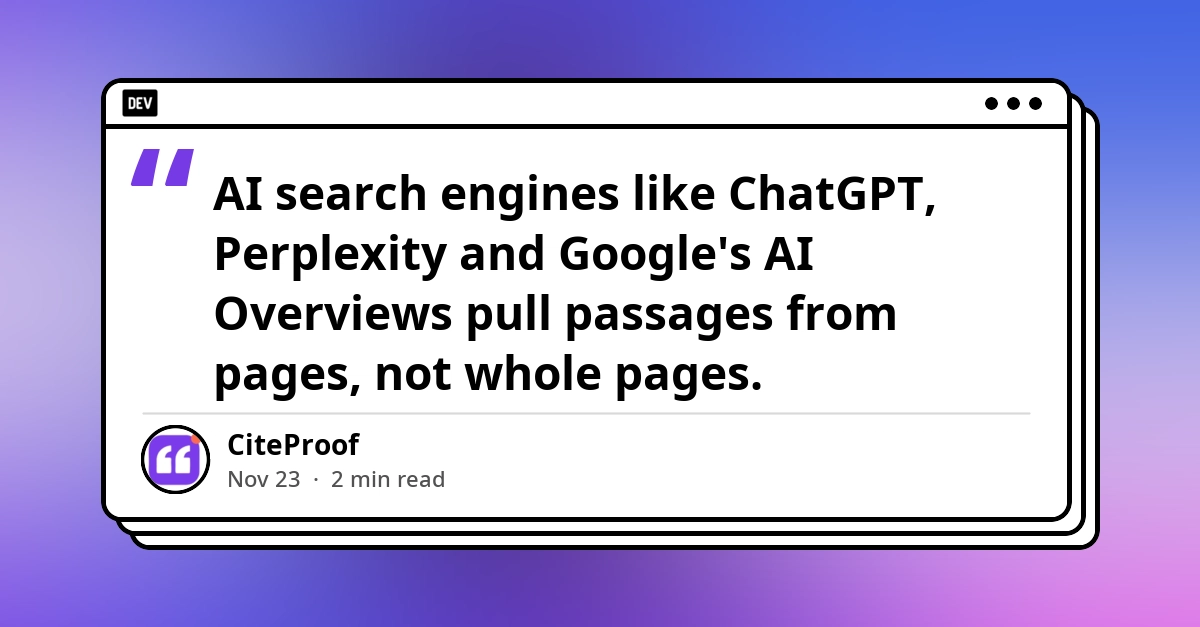 DEV
AI search engines like ChatGPT,
Perplexity and Google's AI
Overviews pull passages from
pages, not whole pages.
CiteProof
Nov 23 · 2 min read